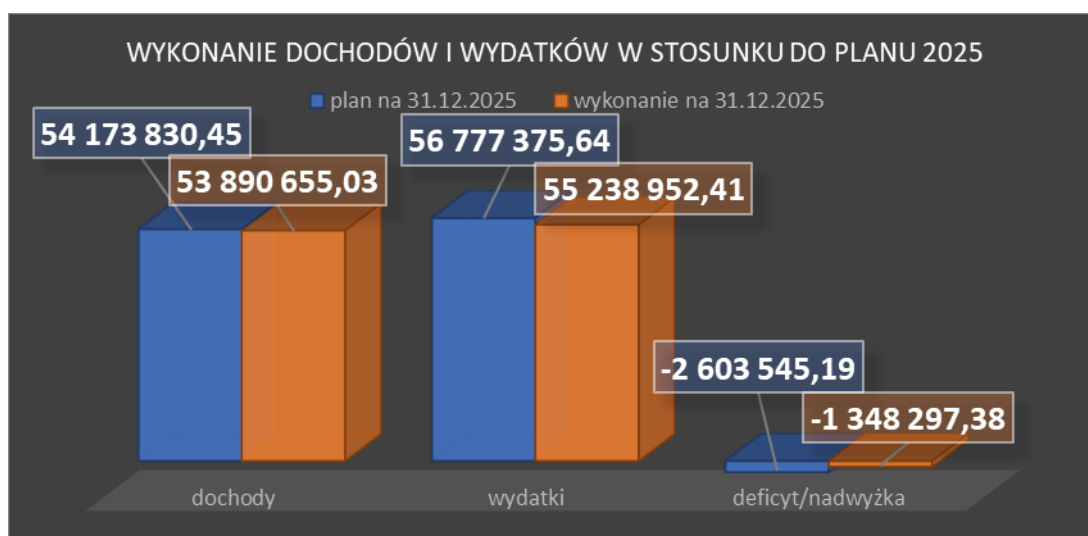 WYKONANIE DOCHODÓW I WYDATKÓW W STOSUNKU DO PLANU 2025
plan na 31.12.2025 wykonanie na 31.12.2025
54 173 830,45
53 890 655,03
56 777 375,64
55 238 952,41
-2 603 545,19
-1 348 297,38
dochody wydatki deficyt/nadwyżka